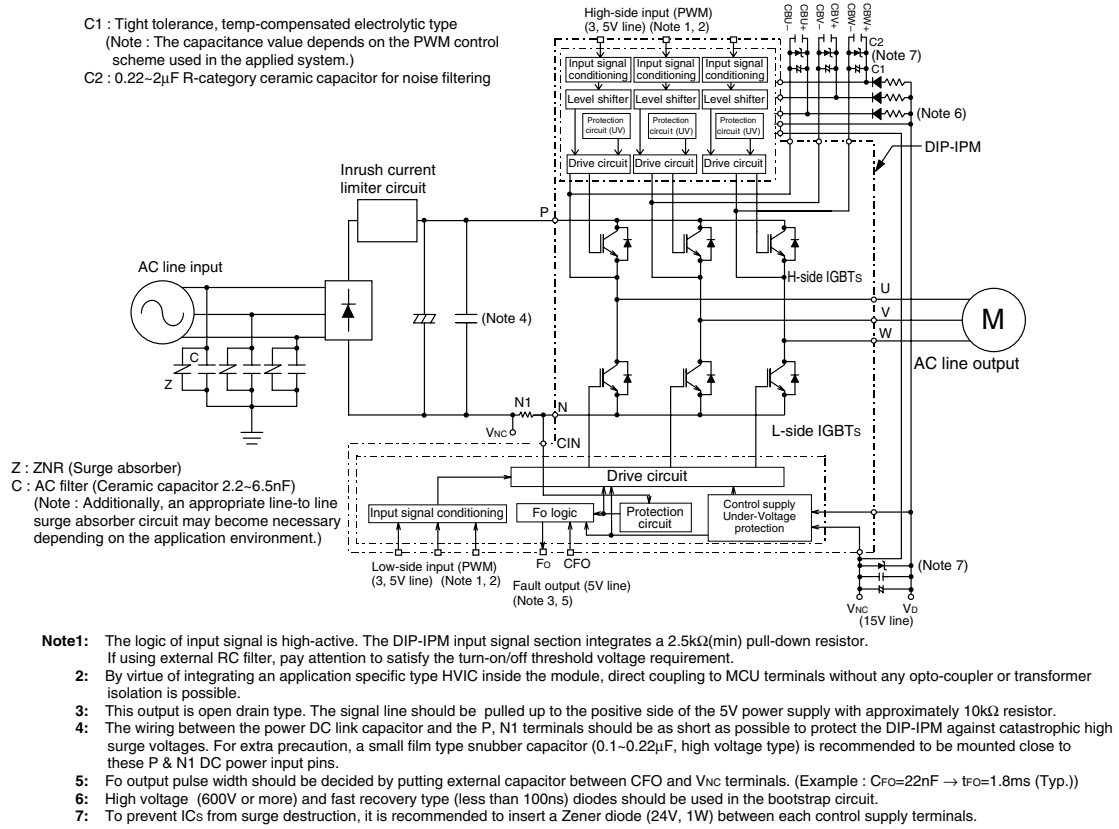 C1 : Tight tolerance, temp-compensated electrolytic type
(Note : The capacitance value depends on the PWM control
scheme used in the applied system.)
C2 : 0.22~2μF R-category ceramic capacitor for noise filtering
High-side input (PWM)
(3, 5V line) (Note 1, 2)
CBU–
CBU+
CBV–
CBV+
CBW–
CBW+
C2
(Note 7)
C1
(Note 6)
DIP-IPM
Input signal
conditioning
Input signal
conditioning
Input signal
conditioning
Level shifter
Level shifter
Level shifter
Protection
circuit (UV)
Protection
circuit (UV)
Protection
circuit (UV)
Drive circuit
Drive circuit
Drive circuit
Inrush current
limiter circuit
P
AC line input
(Note 4)
H-side IGBTs
U
V
W
M
AC line output
C
Z
N1
N
VNC
CIN
L-side IGBTs
Z : ZNR (Surge absorber)
C : AC filter (Ceramic capacitor 2.2~6.5nF)
(Note : Additionally, an appropriate line-to line
surge absorber circuit may become necessary
depending on the application environment.)
Drive circuit
Input signal conditioning
Fo logic
Protection
circuit
Control supply
Under-Voltage
protection
Low-side input (PWM)
(3, 5V line) (Note 1, 2)
Fo
CFO
Fault output (5V line)
(Note 3, 5)
(Note 7)
VNC
VD
(15V line)
Note1: The logic of input signal is high-active. The DIP-IPM input signal section integrates a 2.5kΩ(min) pull-down resistor.
If using external RC filter, pay attention to satisfy the turn-on/off threshold voltage requirement.
2: By virtue of integrating an application specific type HVIC inside the module, direct coupling to MCU terminals without any opto-coupler or transformer
isolation is possible.
3: This output is open drain type. The signal line should be pulled up to the positive side of the 5V power supply with approximately 10kΩ resistor.
4: The wiring between the power DC link capacitor and the P, N1 terminals should be as short as possible to protect the DIP-IPM against catastrophic high
surge voltages. For extra precaution, a small film type snubber capacitor (0.1~0.22μF, high voltage type) is recommended to be mounted close to
these P & N1 DC power input pins.
5: Fo output pulse width should be decided by putting external capacitor between CFO and VNC terminals. (Example : CFO=22nF → tFO=1.8ms (Typ.))
6: High voltage (600V or more) and fast recovery type (less than 100ns) diodes should be used in the bootstrap circuit.
7: To prevent ICs from surge destruction, it is recommended to insert a Zener diode (24V, 1W) between each control supply terminals.